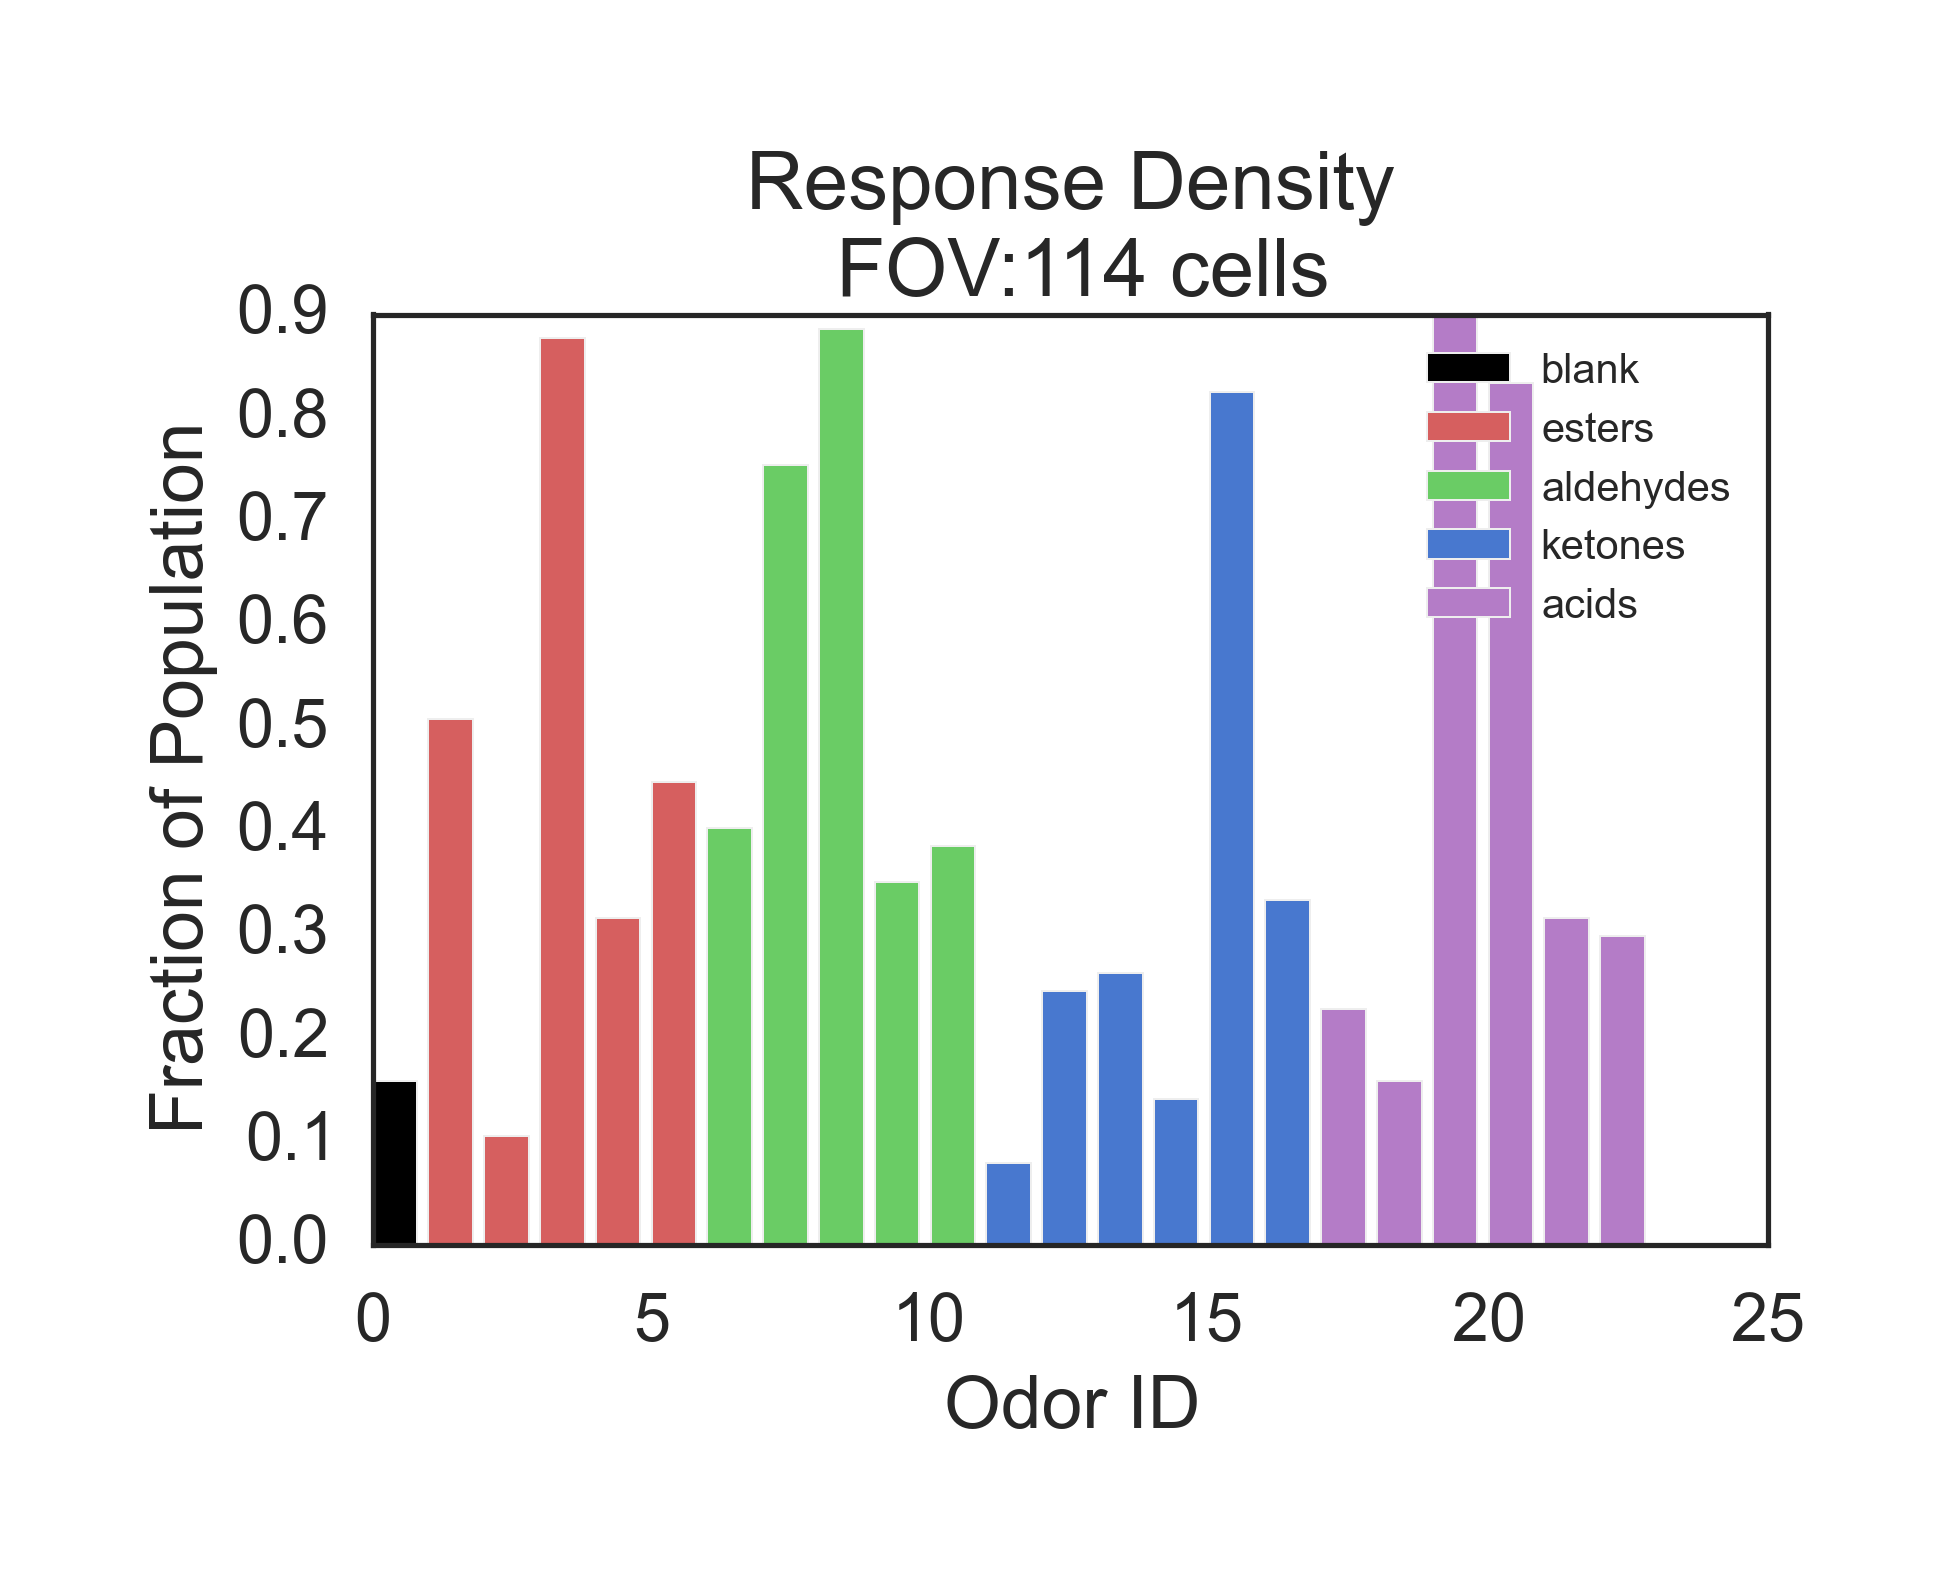 Response Density
FOV:114 cells
0.9
0.8
0.7
0.6
0.5
0.4
0.3
0.2
0.1
0.0
Fraction of Population
blank
esters
aldehydes
ketones
acids
0 5 10 15 20 25
Odor ID